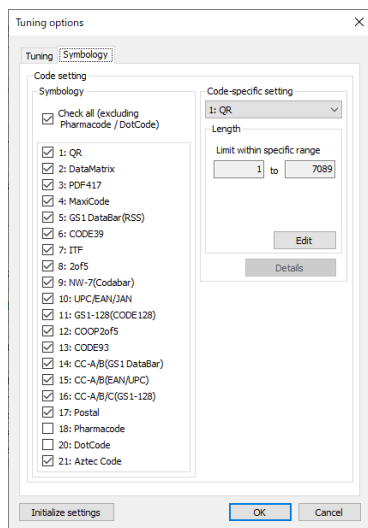 Tuning options
Tuning
Symbology
Code setting
Symbology
Check all (excluding
Pharmacode / DotCode)
1: QR
2: DataMatrix
3: PDF417
4: MaxiCode
5: GS1 DataBar(RSS)
6: CODE39
7: ITF
8: 2of5
9: NW-7(Codabar)
10: UPC/EAN/JAN
11: GS1-128(CODE128)
12: COOP2of5
13: CODE93
14: CC-A/B(GS1 DataBar)
15: CC-A/B(EAN/UPC)
16: CC-A/B/C(GS1-128)
17: Postal
18: Pharmacode
20: DotCode
21: Aztec Code
Code-specific setting
1: QR
Length
Limit within specific range
1 to 7089
Edit
Details
Initialize settings
OK
Cancel